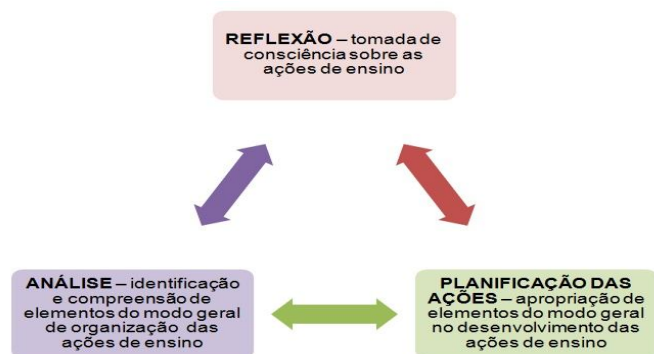 REFLEXÃO – tomada de
consciência sobre as
ações de ensino
ANÁLISE – identificação
e compreensão de
elementos do modo geral
de organização das
ações de ensino
PLANIFICAÇÃO DAS
AÇÕES – apropriação de
elementos do modo geral
no desenvolvimento das
ações de ensino